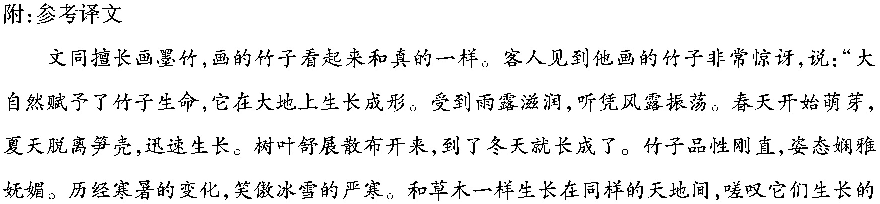 附:参考译文
文同擅长画墨竹,画的竹子看起来和真的一样。客人见到他画的竹子非常惊讶,说:“大
自然赋予了竹子生命,它在大地上生长成形。受到雨露滋润,听凭风露振荡。春天开始萌芽,
夏天脱离笋壳,迅速生长。树叶舒展散布开来,到了冬天就长成了。竹子品性刚直,姿态娴雅
妩媚。历经寒暑的变化,笑傲冰雪的严寒。和草木一样生长在同样的天地间,嗟叹它们生长的